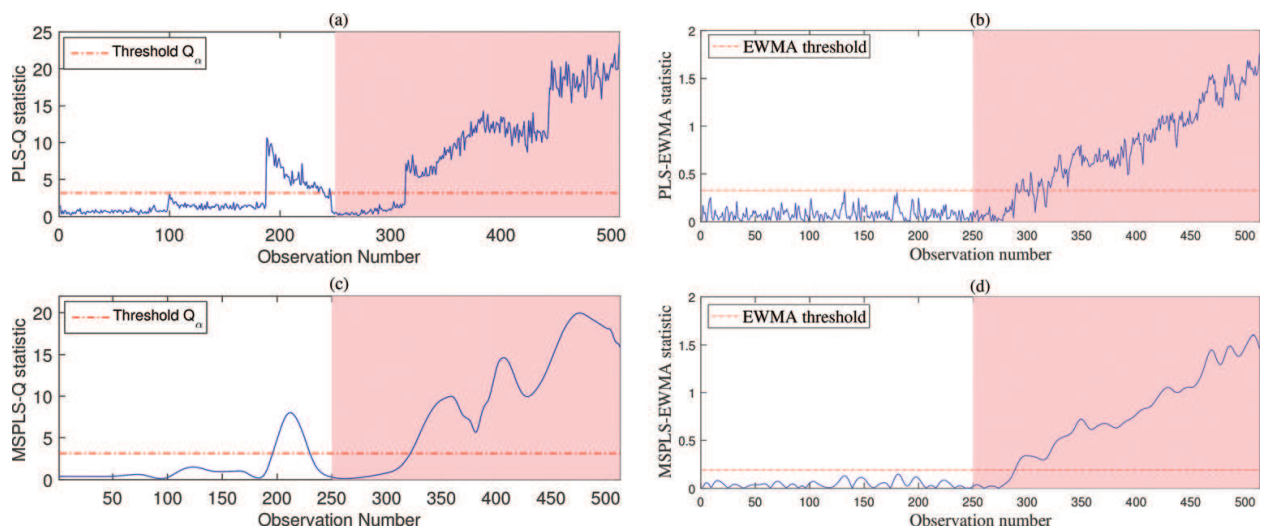 (a)
25
20
15
10
5
0
PLS-Q statistic
Threshold Q α
0 100 200 300 400 500
Observation Number
(b)
2
1.5
1
0.5
0
PLS-EWMA statistic
EWMA threshold
0 50 100 150 200 250 300 350 400 450 500
Observation number
(c)
20
15
10
5
0
MSPLS-Q statistic
Threshold Q α
50 100 150 200 250 300 350 400 450 500
Observation Number
(d)
2
1.5
1
0.5
0
MSPLS-EWMA statistic
EWMA threshold
0 50 100 150 200 250 300 350 400 450 500
Observation number